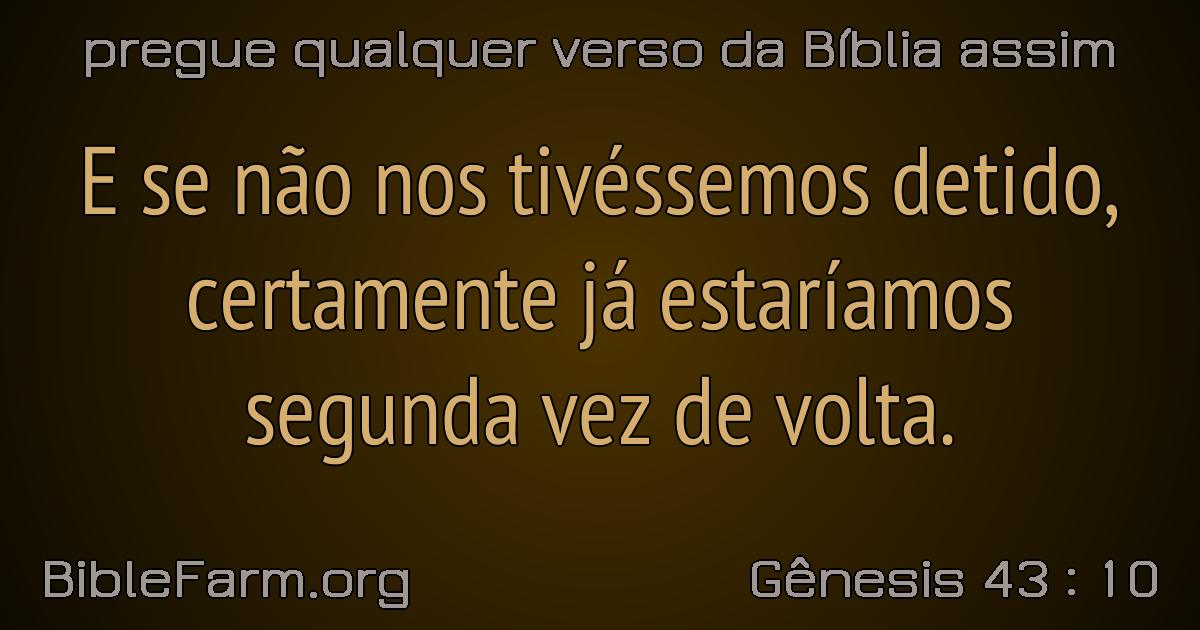 pregue qualquer verso da Bíblia assim
E se não nos tivéssemos detido,
certamente já estaríamos
segunda vez de volta.
BibleFarm.org
Gênesis 43 : 10